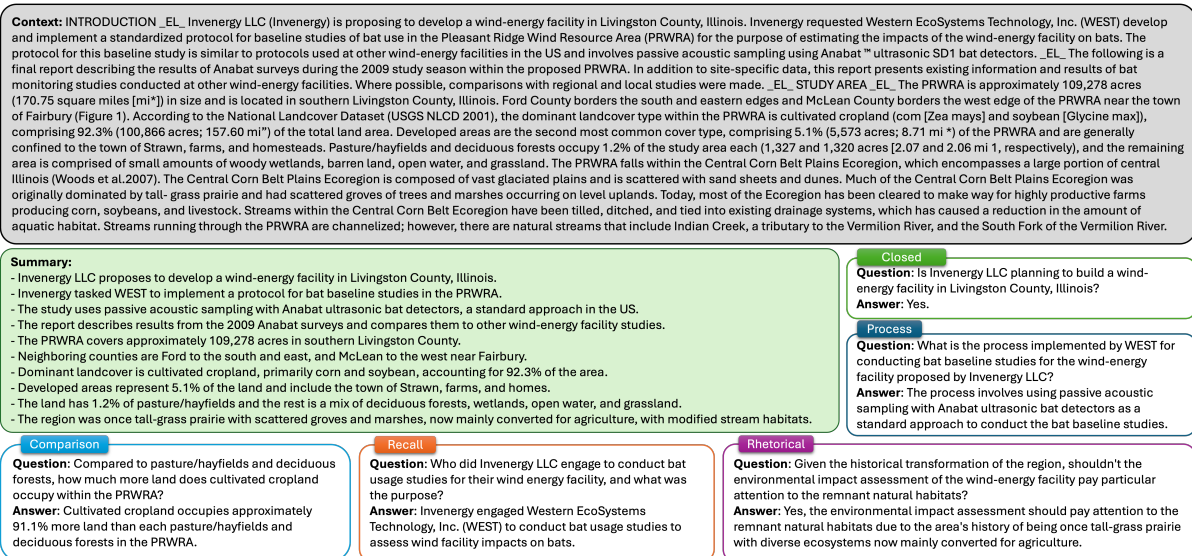 Context: INTRODUCTION _EL_ Invenergy LLC (Invenergy) is proposing to develop a wind-energy facility in Livingston County, Illinois. Invenergy requested Western EcoSystems Technology, Inc. (WEST) develop
and implement a standardized protocol for baseline studies of bat use in the Pleasant Ridge Wind Resource Area (PRWRA) for the purpose of estimating the impacts of the wind-energy facility on bats. The
protocol for this baseline study is similar to protocols used at other wind-energy facilities in the US and involves passive acoustic sampling using Anabat ™ ultrasonic SD1 bat detectors. _EL_ The following is a
final report describing the results of Anabat surveys during the 2009 study season within the proposed PRWRA. In addition to site-specific data, this report presents existing information and results of bat
monitoring studies conducted at other wind-energy facilities. Where possible, comparisons with regional and local studies were made. _EL_ STUDY AREA _EL_ The PRWRA is approximately 109,278 acres
(170.75 square miles [mi*]) in size and is located in southern Livingston County, Illinois. Ford County borders the south and eastern edges and McLean County borders the west edge of the PRWRA near the town
of Fairbury (Figure 1). According to the National Landcover Dataset (USGS NLCD 2001), the dominant landcover type within the PRWRA is cultivated cropland (com [Zea mays] and soybean [Glycine max]),
comprising 92.3% (100,866 acres; 157.60 mi”) of the total land area. Developed areas are the second most common cover type, comprising 5.1% (5,573 acres; 8.71 mi *) of the PRWRA and are generally
confined to the town of Strawn, farms, and homesteads. Pasture/hayfields and deciduous forests occupy 1.2% of the study area each (1,327 and 1,320 acres [2.07 and 2.06 mi 1, respectively), and the remaining
area is comprised of small amounts of woody wetlands, barren land, open water, and grassland. The PRWRA falls within the Central Corn Belt Plains Ecoregion, which encompasses a large portion of central
Illinois (Woods et al.2007). The Central Corn Belt Plains Ecoregion is composed of vast glaciated plains and is scattered with sand sheets and dunes. Much of the Central Corn Belt Plains Ecoregion was
originally dominated by tall- grass prairie and had scattered groves of trees and marshes occurring on level uplands. Today, most of the Ecoregion has been cleared to make way for highly productive farms
producing corn, soybeans, and livestock. Streams within the Central Corn Belt Ecoregion have been tilled, ditched, and tied into existing drainage systems, which has caused a reduction in the amount of
aquatic habitat. Streams running through the PRWRA are channelized; however, there are natural streams that include Indian Creek, a tributary to the Vermilion River, and the South Fork of the Vermilion River.
Summary:
- Invenergy LLC proposes to develop a wind-energy facility in Livingston County, Illinois.
- Invenergy tasked WEST to implement a protocol for bat baseline studies in the PRWRA.
- The study uses passive acoustic sampling with Anabat ultrasonic bat detectors, a standard approach in the US.
- The report describes results from the 2009 Anabat surveys and compares them to other wind-energy facility studies.
- The PRWRA covers approximately 109,278 acres in southern Livingston County.
- Neighboring counties are Ford to the south and east, and McLean to the west near Fairbury.
- Dominant landcover is cultivated cropland, primarily corn and soybean, accounting for 92.3% of the area.
- Developed areas represent 5.1% of the land and include the town of Strawn, farms, and homes.
- The land has 1.2% of pasture/hayfields and the rest is a mix of deciduous forests, wetlands, open water, and grassland.
- The region was once tall-grass prairie with scattered groves and marshes, now mainly converted for agriculture, with modified stream habitats.
Closed
Question: Is Invenergy LLC planning to build a wind-
energy facility in Livingston County, Illinois?
Answer: Yes.
Process
Question: What is the process implemented by WEST for
conducting bat baseline studies for the wind-energy
facility proposed by Invenergy LLC?
Answer: The process involves using passive acoustic
sampling with Anabat ultrasonic bat detectors as a
standard approach to conduct the bat baseline studies.
Comparison
Question: Compared to pasture/hayfields and deciduous
forests, how much more land does cultivated cropland
occupy within the PRWRA?
Answer: Cultivated cropland occupies approximately
91.1% more land than each pasture/hayfields and
deciduous forests in the PRWRA.
Recall
Question: Who did Invenergy LLC engage to conduct bat
usage studies for their wind energy facility, and what was
the purpose?
Answer: Invenergy engaged Western EcoSystems
Technology, Inc. (WEST) to conduct bat usage studies to
assess wind facility impacts on bats.
Rhetorical
Question: Given the historical transformation of the region, shouldn't the
environmental impact assessment of the wind-energy facility pay particular
attention to the remnant natural habitats?
Answer: Yes, the environmental impact assessment should pay attention to the
remnant natural habitats due to the area's history of being once tall-grass prairie
with diverse ecosystems now mainly converted for agriculture.